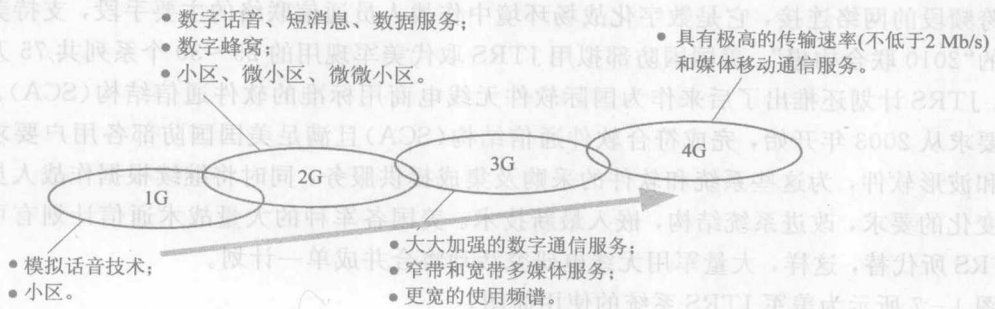 • 数字话音、短消息、数据服务；
• 数字蜂窝；
• 小区、微小区、微微小区。
• 具有极高的传输速率(不低于2 Mb/s)
和媒体移动通信服务。
4G
3G
2G
1G
• 模拟话音技术；
• 小区。
• 大大加强的数字通信服务；
• 窄带和宽带多媒体服务；
• 更宽的使用频谱。